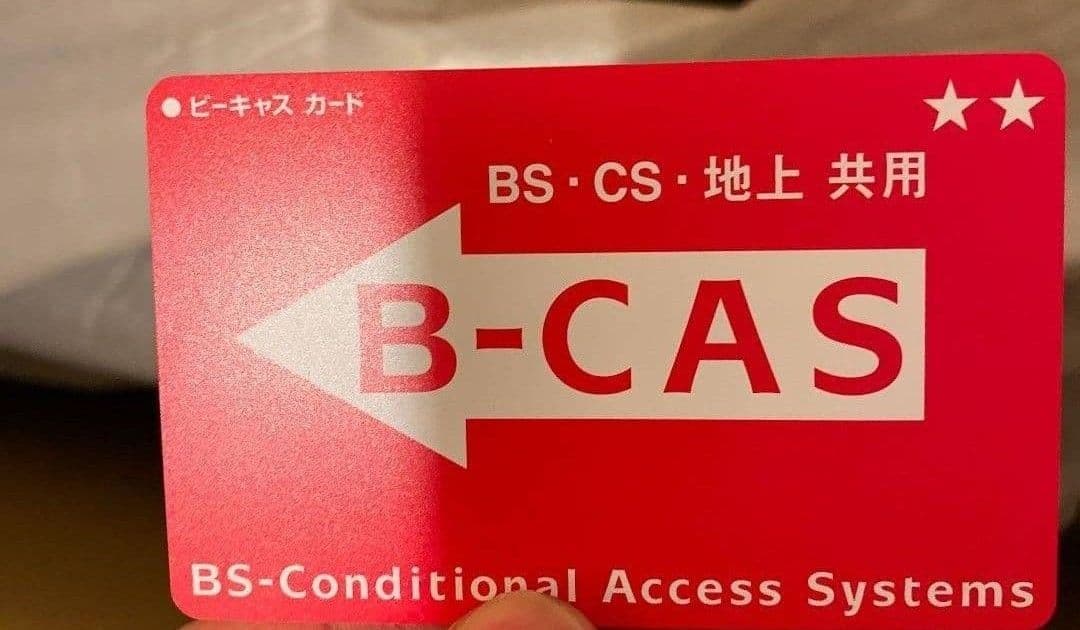 ●ビーキャス カード
★★
BS・CS・地上 共用
B-CAS
BS-Conditional Access Systems